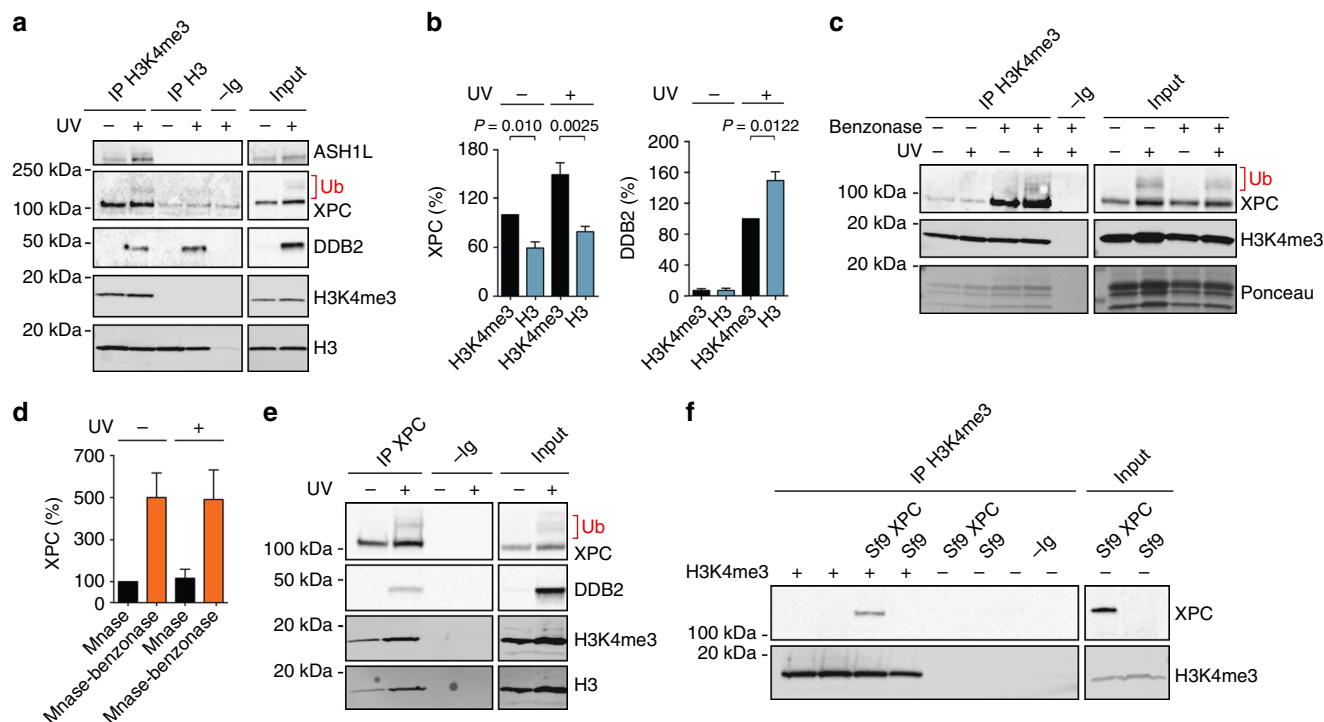 a
IP H3K4me3
IP H3
–Ig
Input
UV
– + – + + – +
ASH1L
250 kDa
Ub
100 kDa
XPC
50 kDa
DDB2
20 kDa
H3K4me3
20 kDa
H3
b
UV – +
P = 0.010 0.0025
XPC (%)
180
120
60
0
H3K4me3
H3
H3K4me3
H3
UV – +
P = 0.0122
DDB2 (%)
200
160
120
80
40
0
H3K4me3
H3
H3K4me3
H3
c
IP H3K4me3
–Ig
Input
Benzonase – – + + + – – + +
UV – + – + + – + – +
100 kDa
Ub
XPC
20 kDa
H3K4me3
20 kDa
Ponceau
d
UV – +
XPC (%)
700
500
300
100
0
Mnase
Mnase-benzonase
Mnase
Mnase-benzonase
e
IP XPC
–Ig
Input
UV – + – + – +
Ub
100 kDa
XPC
50 kDa
DDB2
20 kDa
H3K4me3
20 kDa
H3
f
IP H3K4me3
Input
Sf9 XPC
Sf9
Sf9 XPC
Sf9
–Ig
Sf9 XPC
Sf9
H3K4me3 + + + + – – – – – –
XPC
100 kDa
20 kDa
H3K4me3